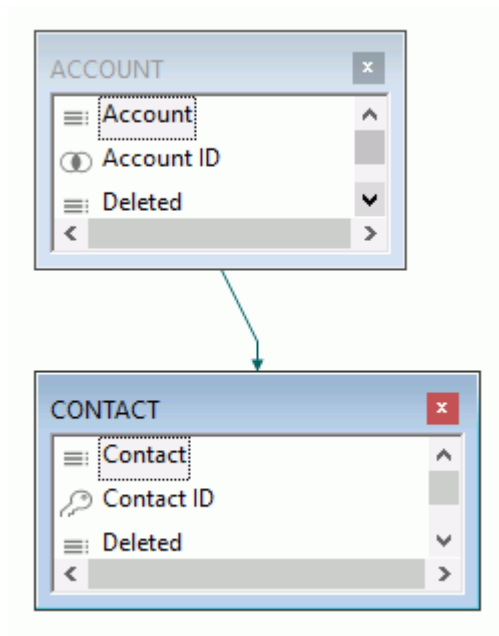 ACCOUNT
Account
Account ID
Deleted
CONTACT
Contact
Contact ID
Deleted